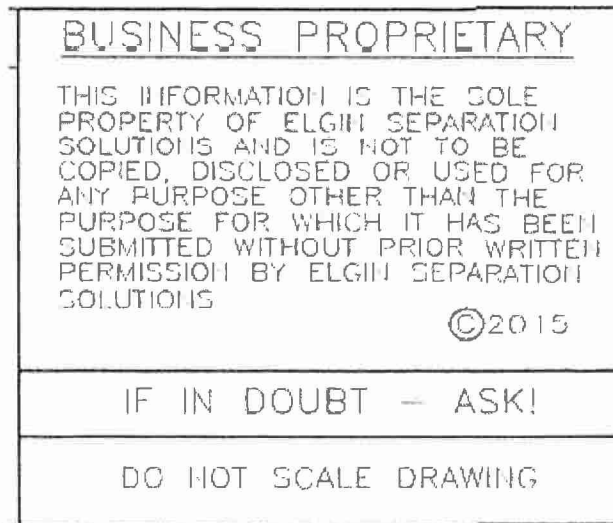 BUSINESS PROPRIETARY
THIS INFORMATION IS THE SOLE
PROPERTY OF ELGIN SEPARATION
SOLUTIONS AND IS NOT TO BE
COPIED, DISCLOSED OR USED FOR
ANY PURPOSE OTHER THAN THE
PURPOSE FOR WHICH IT HAS BEEN
SUBMITTED WITHOUT PRIOR WRITTEN
PERMISSION BY ELGIN SEPARATION
SOLUTIONS
©2015
IF IN DOUBT – ASK!
DO NOT SCALE DRAWING